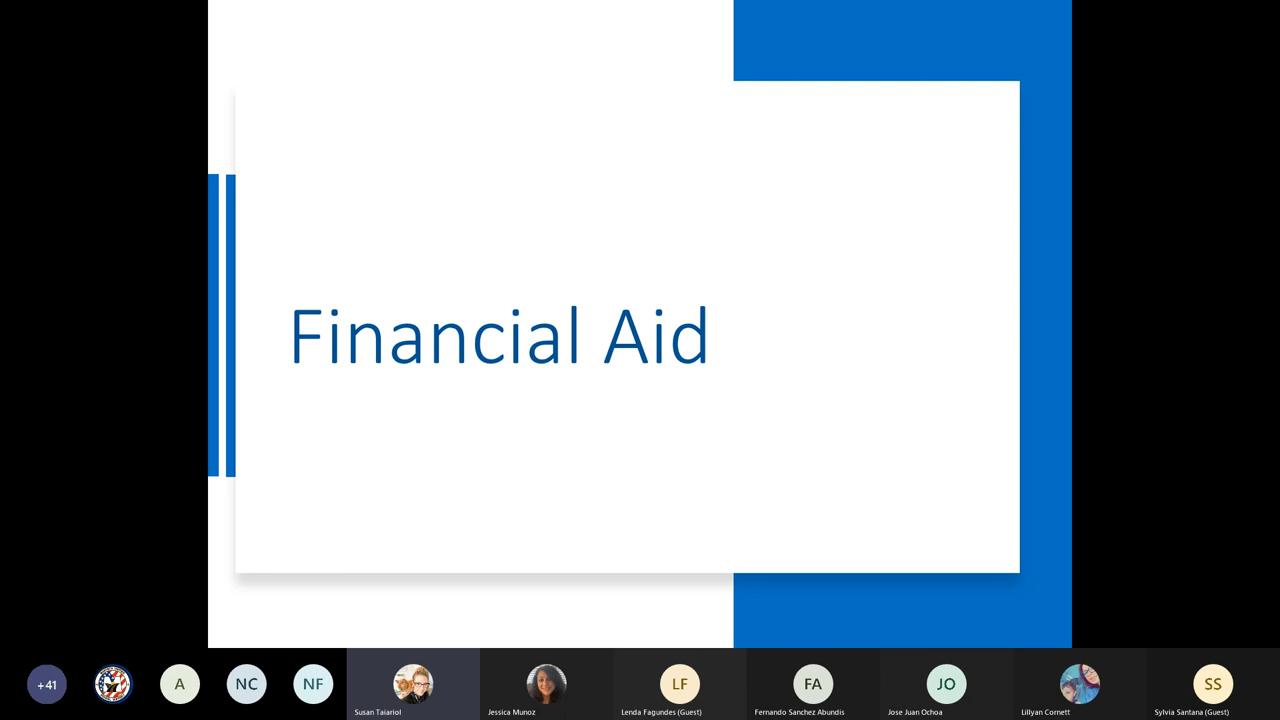 Financial Aid
+41
A
NC
NF
Susan Taiariol
Jessica Munoz
LF
Lenda Fagundes (Guest)
FA
Fernando Sanchez Abundis
JO
Jose Juan Ochoa
Lillyan Cornett
SS
Sylvia Santana (Guest)